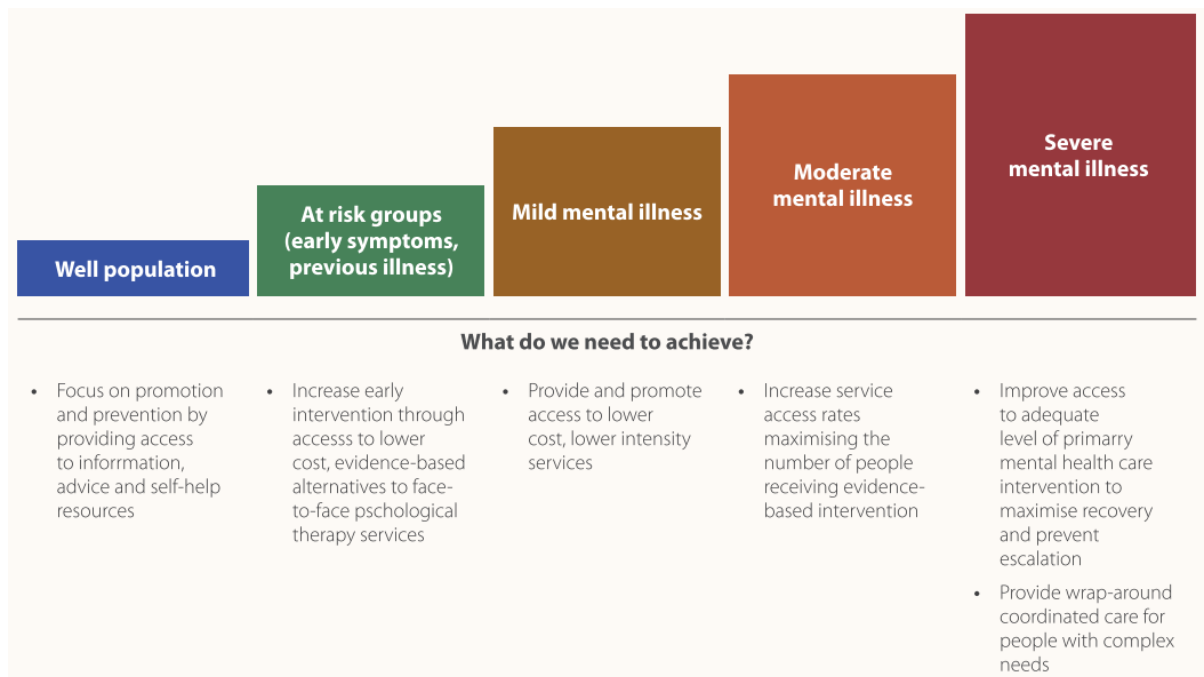 Well population
At risk groups
(early symptoms,
previous illness)
Mild mental illness
Moderate
mental illness
Severe
mental illness
What do we need to achieve?
• Focus on promotion
and prevention by
providing access
to inforrmation,
advice and self-help
resources
• Increase early
intervention through
accesss to lower
cost, evidence-based
alternatives to face-
to-face pschological
therapy services
• Provide and promote
access to lower
cost, lower intensity
services
• Increase service
access rates
maximising the
number of people
receiving evidence-
based intervention
• Improve access
to adequate
level of primarry
mental health care
intervention to
maximise recovery
and prevent
escalation
• Provide wrap-around
coordinated care for
people with complex
needs